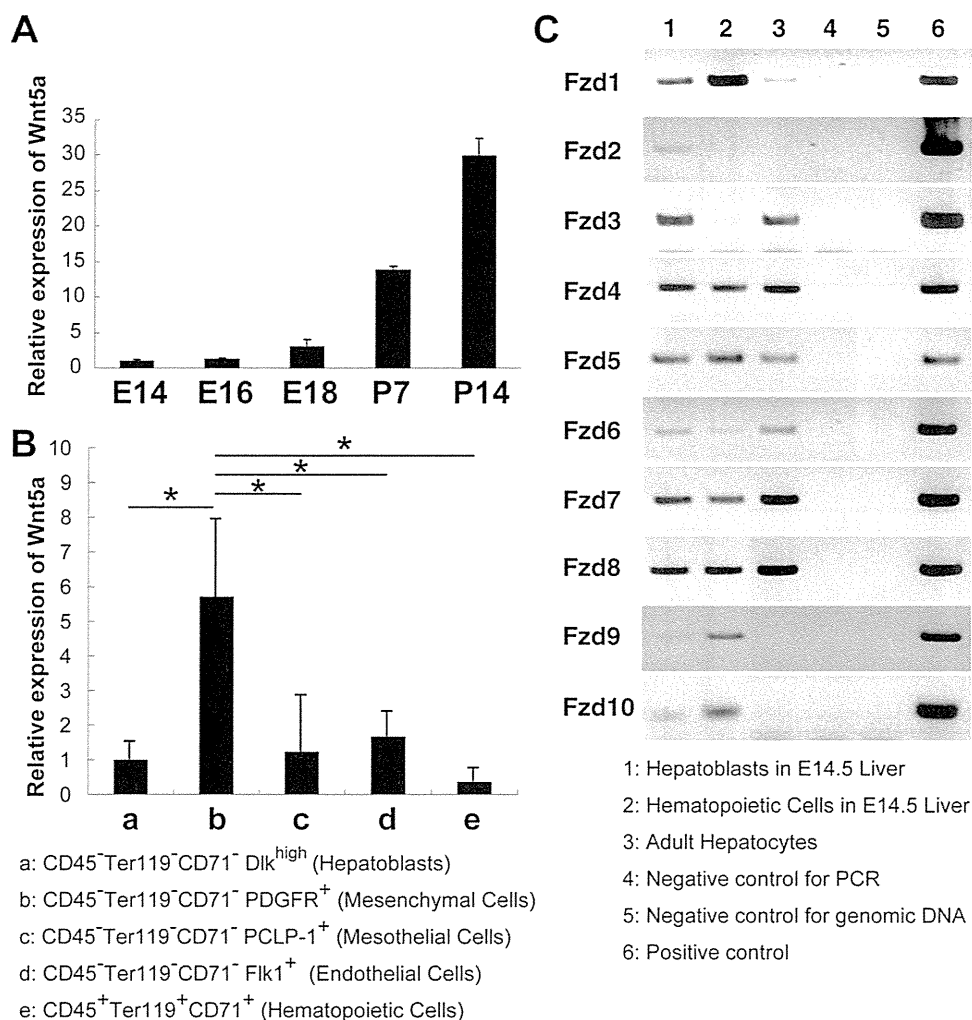 A
Relative expression of Wnt5a
35
30
25
20
15
10
5
0
E14 E16 E18 P7 P14
B
Relative expression of Wnt5a
10
9
8
7
6
5
4
3
2
1
0
* * * *
a b c d e
a: CD45⁻Ter119⁻CD71⁻ Dlk^high (Hepatoblasts)
b: CD45⁻Ter119⁻CD71⁻ PDGFR⁺ (Mesenchymal Cells)
c: CD45⁻Ter119⁻CD71⁻ PCLP-1⁺ (Mesothelial Cells)
d: CD45⁻Ter119⁻CD71⁻ Flk1⁺ (Endothelial Cells)
e: CD45⁺Ter119⁺CD71⁺ (Hematopoietic Cells)
C
1 2 3 4 5 6
Fzd1
Fzd2
Fzd3
Fzd4
Fzd5
Fzd6
Fzd7
Fzd8
Fzd9
Fzd10
1: Hepatoblasts in E14.5 Liver
2: Hematopoietic Cells in E14.5 Liver
3: Adult Hepatocytes
4: Negative control for PCR
5: Negative control for genomic DNA
6: Positive control